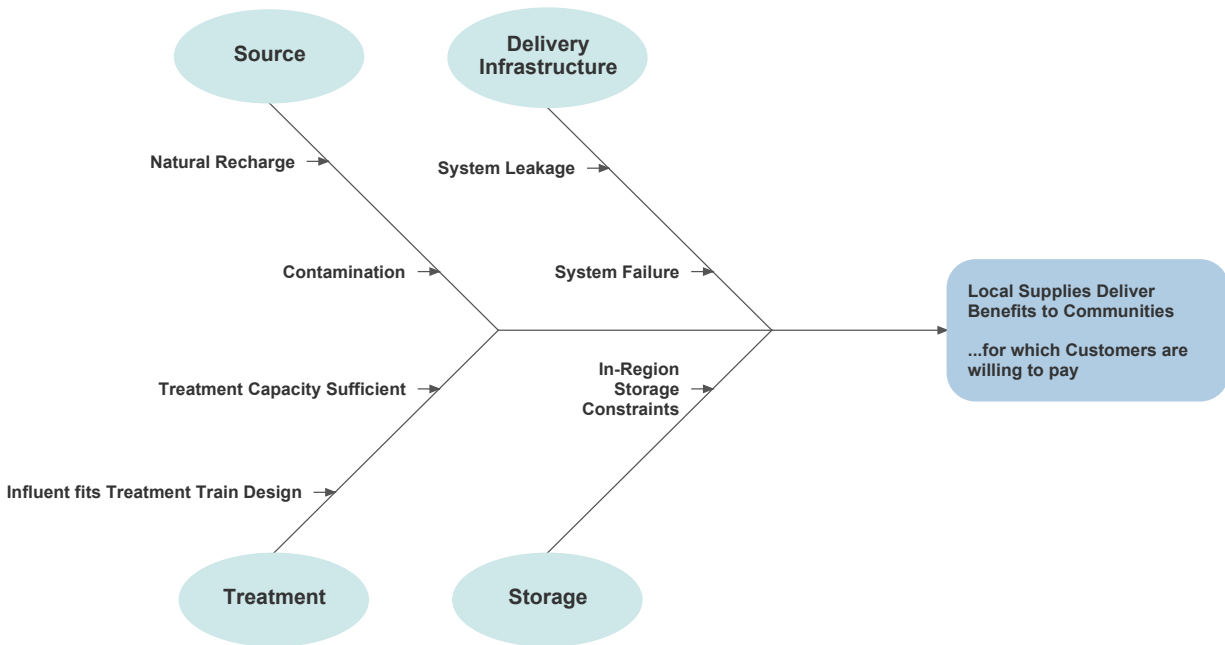 Source
Delivery
Infrastructure
Natural Recharge
System Leakage
Contamination
System Failure
Local Supplies Deliver
Benefits to Communities
...for which Customers are
willing to pay
Treatment Capacity Sufficient
In-Region
Storage
Constraints
Influent fits Treatment Train Design
Treatment
Storage